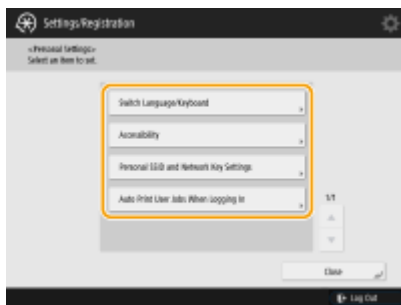 Settings/Registration
<Personal Settings>
Select an item to set.
Switch Language/Keyboard
Accessibility
Personal SSID and Network Key Settings
Auto Print User Jobs When Logging In
1/1
Close
Log Out